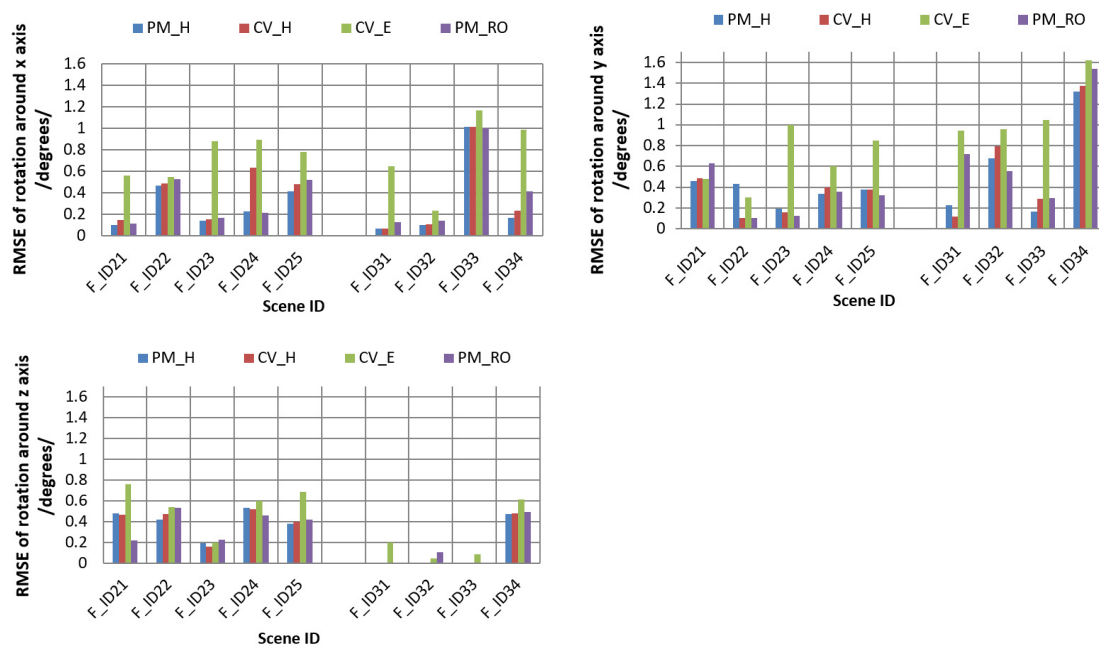 PM_H CV_H CV_E PM_RO
RMSE of rotation around x axis
/degrees/
1.6
1.4
1.2
1
0.8
0.6
0.4
0.2
0
F_ID21 F_ID22 F_ID23 F_ID24 F_ID25 F_ID31 F_ID32 F_ID33 F_ID34
Scene ID
PM_H CV_H CV_E PM_RO
RMSE of rotation around y axis
/degrees/
1.6
1.4
1.2
1
0.8
0.6
0.4
0.2
0
F_ID21 F_ID22 F_ID23 F_ID24 F_ID25 F_ID31 F_ID32 F_ID33 F_ID34
Scene ID
PM_H CV_H CV_E PM_RO
RMSE of rotation around z axis
/degrees/
1.6
1.4
1.2
1
0.8
0.6
0.4
0.2
0
F_ID21 F_ID22 F_ID23 F_ID24 F_ID25 F_ID31 F_ID32 F_ID33 F_ID34
Scene ID